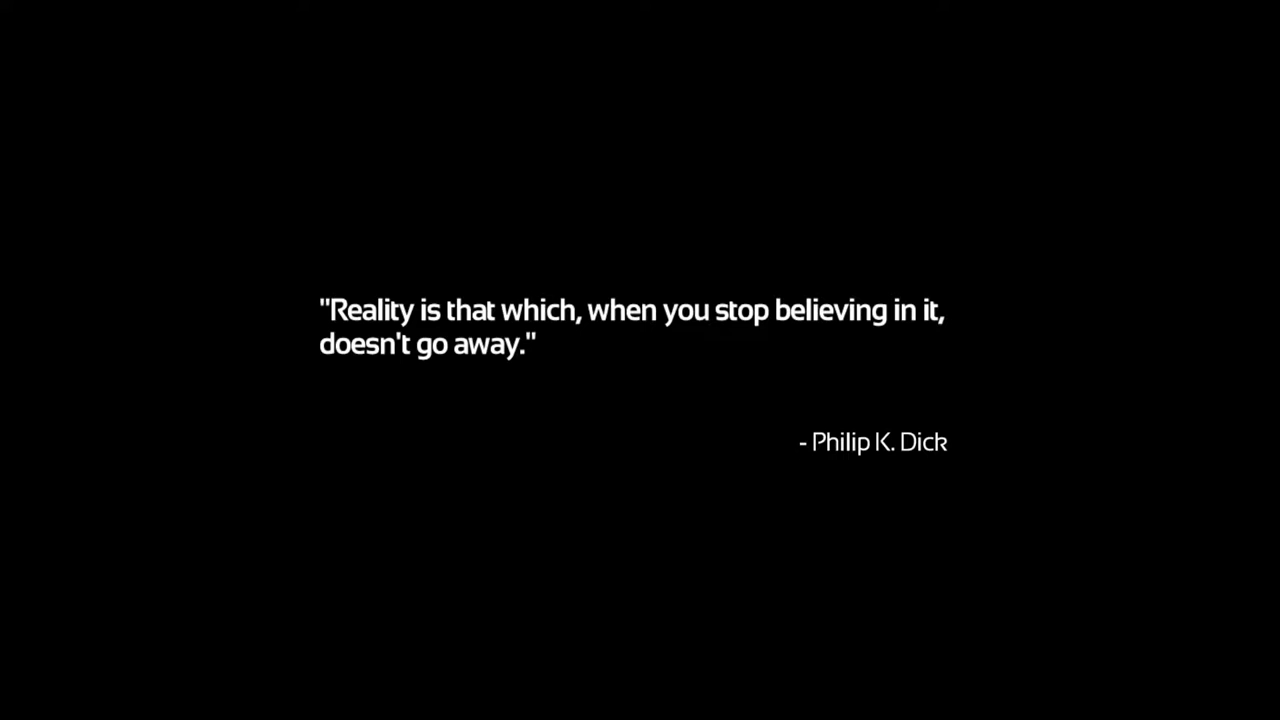 "Reality is that which, when you stop believing in it,
doesn't go away."
- Philip K. Dick